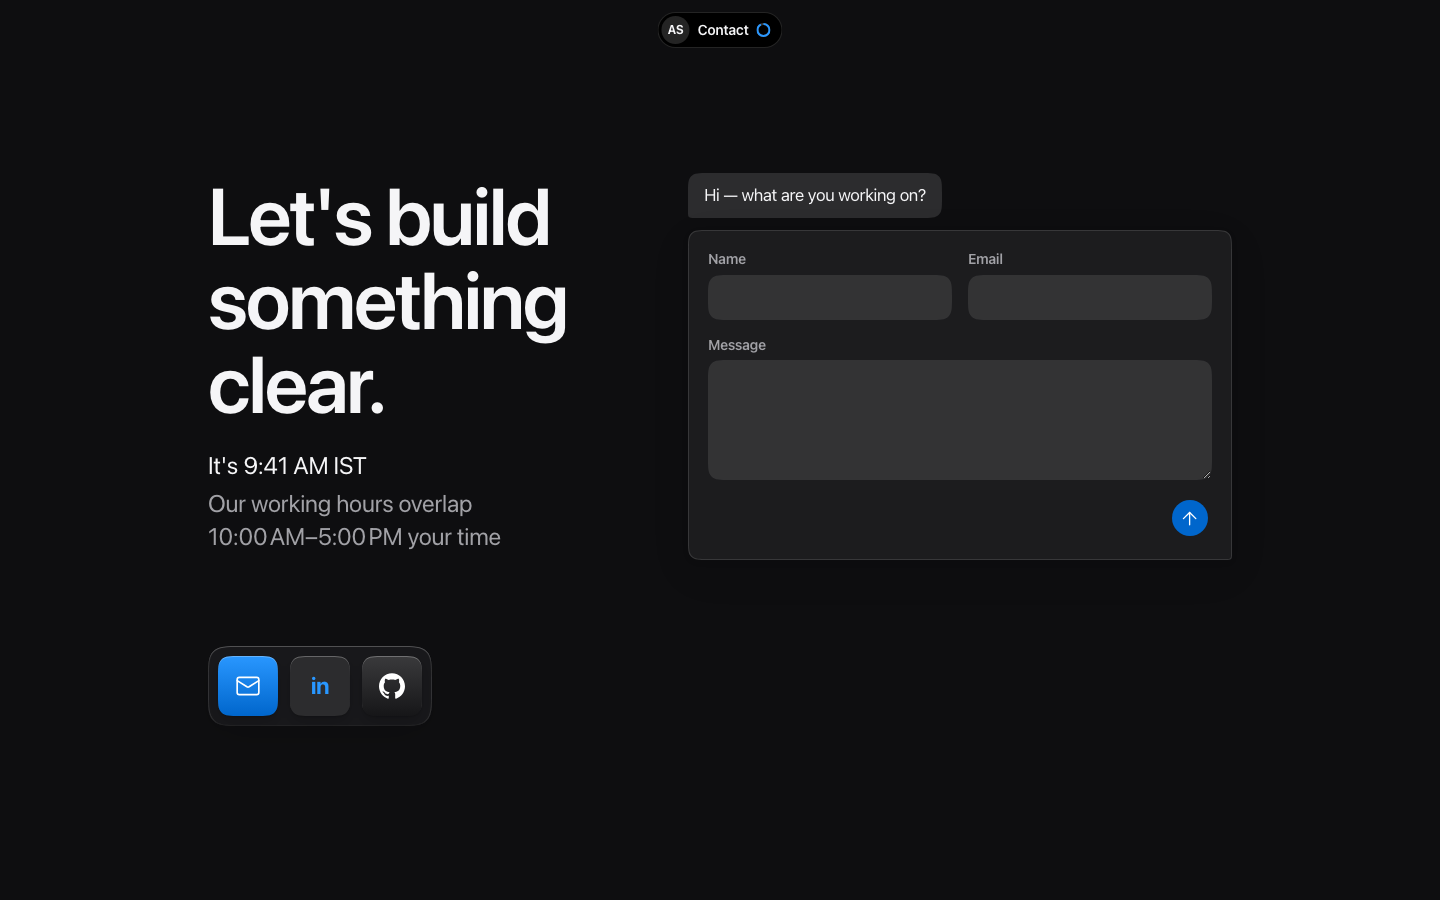 AS Contact
Let's build
something
clear.
It's 9:41 AM IST
Our working hours overlap
10:00 AM–5:00 PM your time
in
Hi — what are you working on?
Name Email
Message